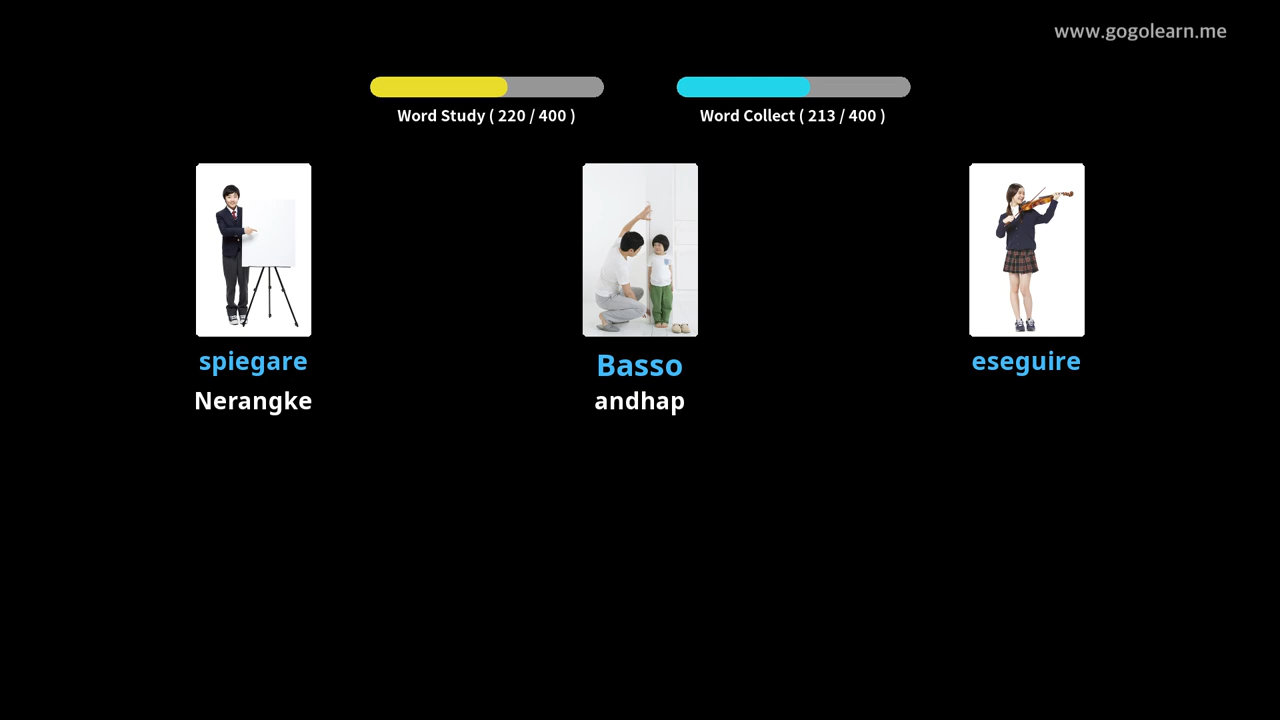 www.gogolearn.me
Word Study ( 220 / 400 )
Word Collect ( 213 / 400 )
spiegare
Nerangke
Basso
andhap
eseguire